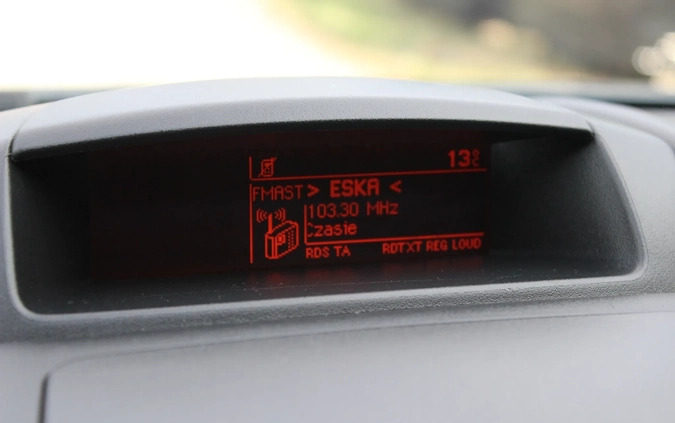 13°C
FMAST > ESKA <
103.30 MHz
Czasie
RDS TA RDTXT REG LOUD